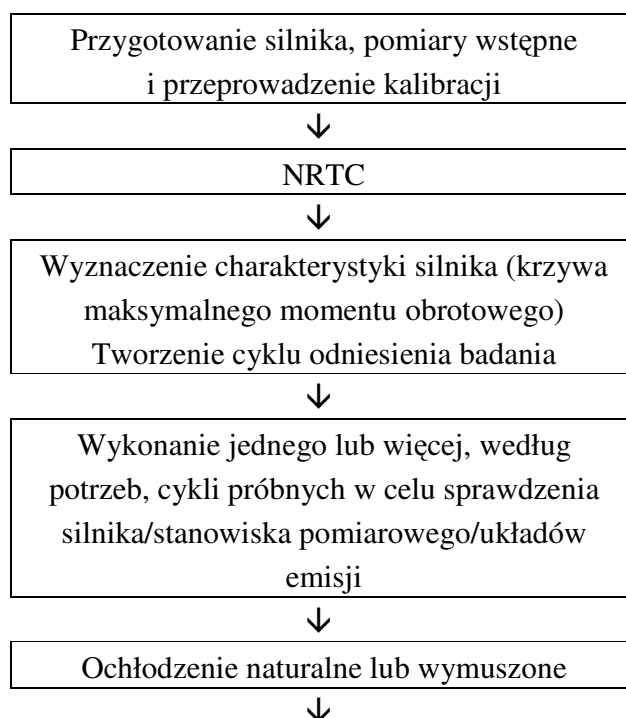 Przygotowanie silnika, pomiary wstępne
i przeprowadzenie kalibracji
↓
NRTC
↓
Wyznaczenie charakterystyki silnika (krzywa
maksymalnego momentu obrotowego)
Tworzenie cyklu odniesienia badania
↓
Wykonanie jednego lub więcej, według
potrzeb, cykli próbnych w celu sprawdzenia
silnika/stanowiska pomiarowego/układów
emisji
↓
Ochłodzenie naturalne lub wymuszone
↓